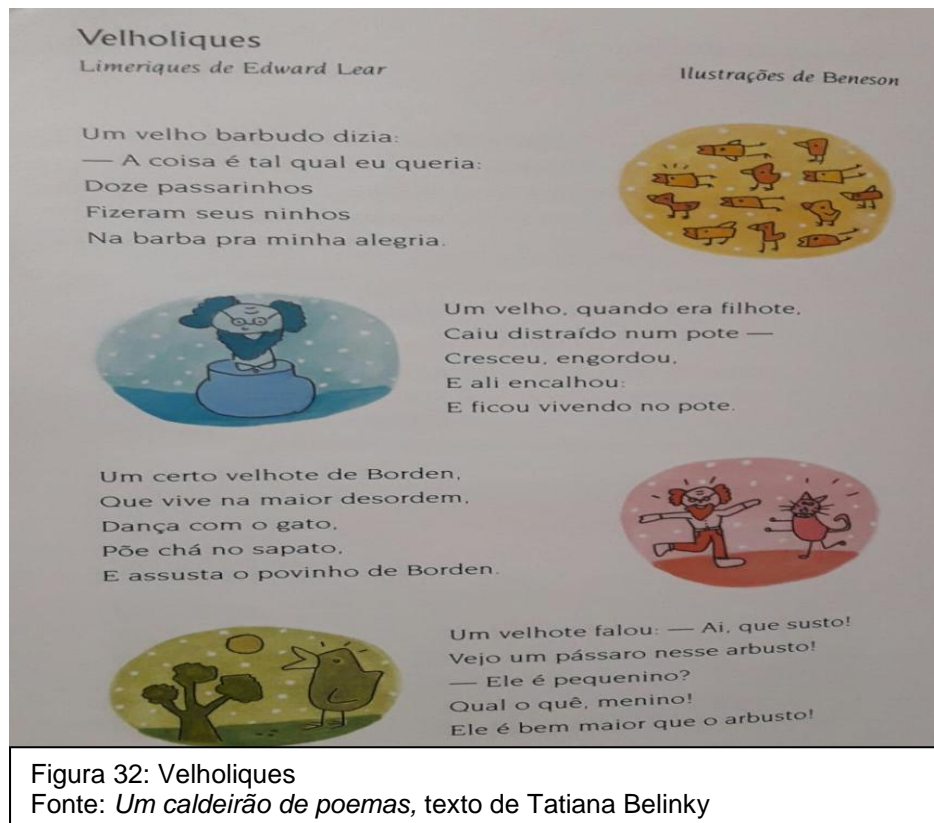 Velholiques
Limeriques de Edward Lear
Ilustrações de Beneson
Um velho barbudo dizia:
— A coisa é tal qual eu queria:
Doze passarinhos
Fizeram seus ninhos
Na barba pra minha alegria.
Um velho, quando era filhote,
Caiu distraído num pote —
Cresceu, engordou,
E ali encalhou:
E ficou vivendo no pote.
Um certo velhote de Borden,
Que vive na maior desordem,
Dança com o gato,
Põe chá no sapato,
E assusta o povinho de Borden.
Um velhote falou: — Ai, que susto!
Vejo um pássaro nesse arbusto!
— Ele é pequenino?
Qual o quê, menino!
Ele é bem maior que o arbusto!
Figura 32: Velholiques
Fonte: Um caldeirão de poemas, texto de Tatiana Belinky